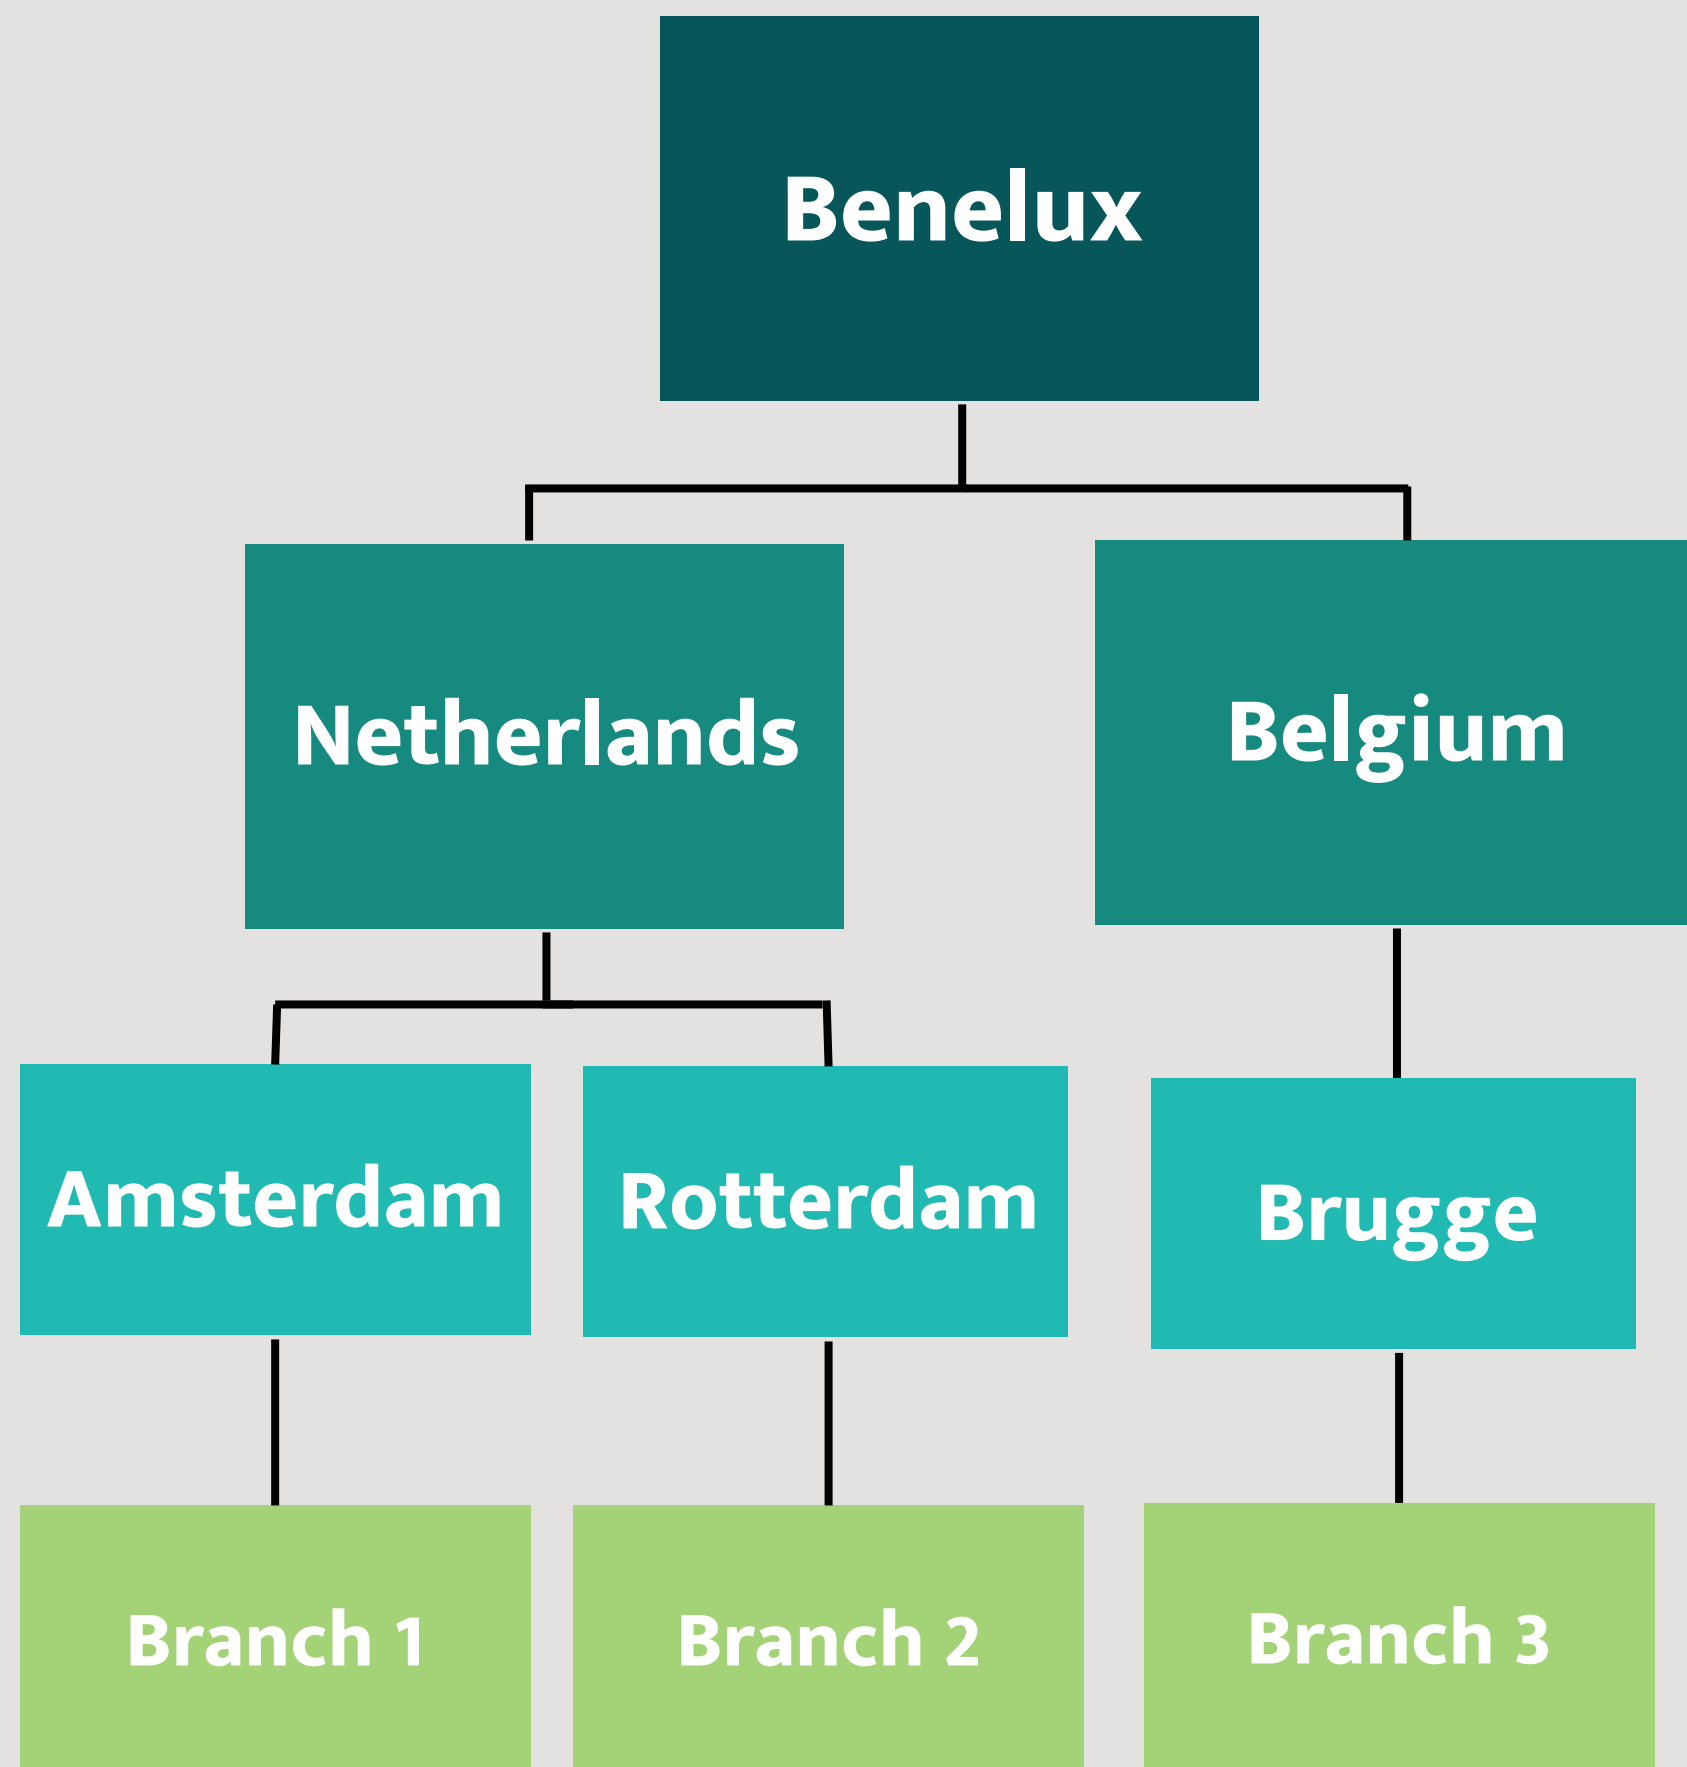 Benelux
Netherlands
Belgium
Amsterdam
Rotterdam
Brugge
Branch 1
Branch 2
Branch 3